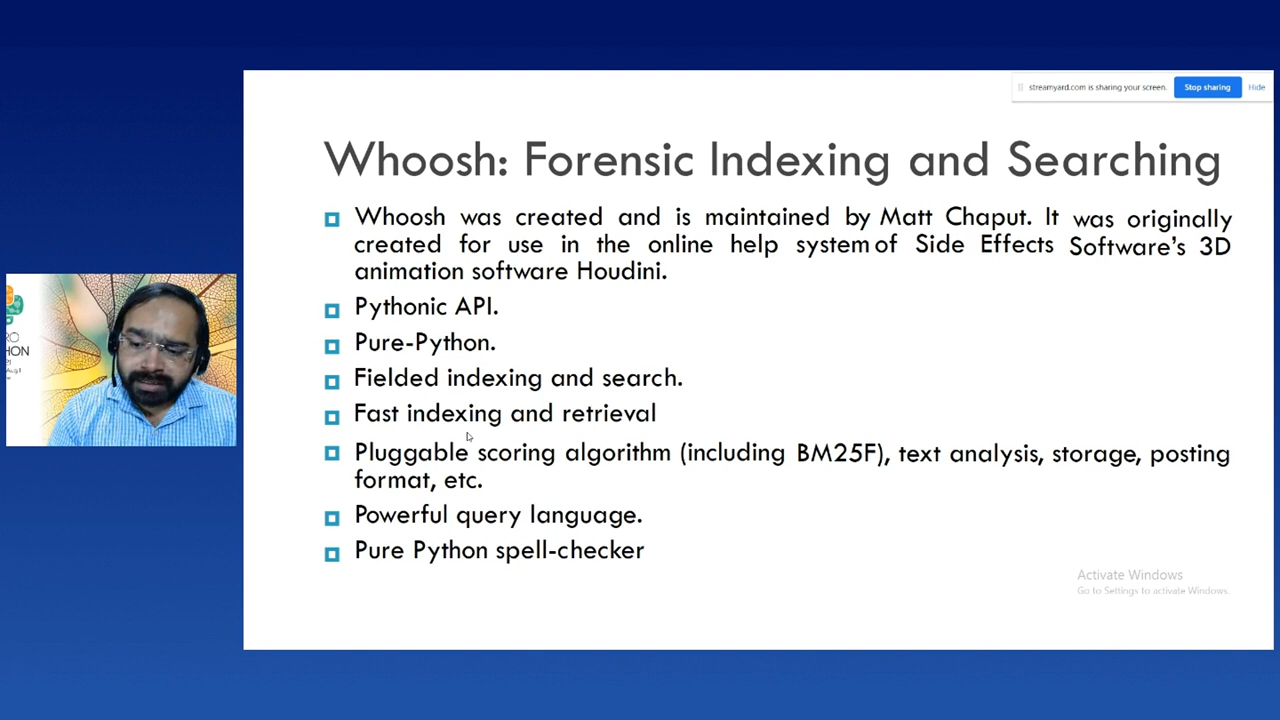 streamyard.com is sharing your screen.
Stop sharing
Hide
Whoosh: Forensic Indexing and Searching
Whoosh was created and is maintained by Matt Chaput. It was originally
created for use in the online help system of Side Effects Software's 3D
animation software Houdini.
Pythonic API.
Pure-Python.
Fielded indexing and search.
Fast indexing and retrieval
Pluggable scoring algorithm (including BM25F), text analysis, storage, posting
format, etc.
Powerful query language.
Pure Python spell-checker
Activate Windows
Go to Settings to activate Windows.